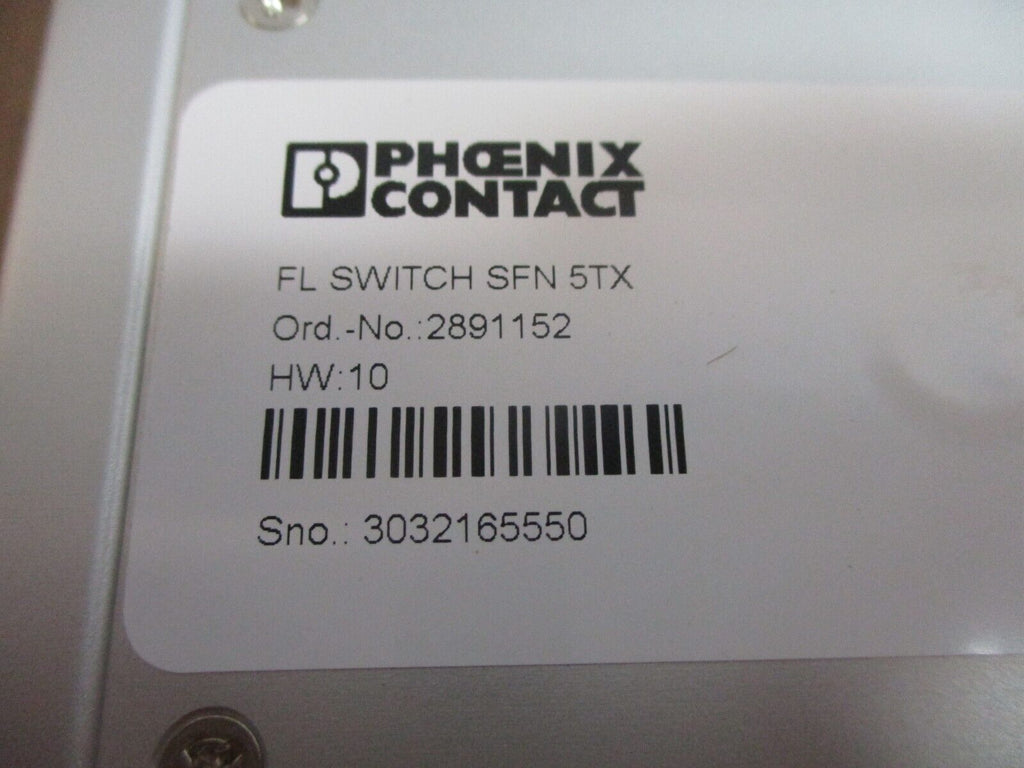 PHŒNIX
CONTACT
FL SWITCH SFN 5TX
Ord.-No.:2891152
HW:10
Sno.: 3032165550